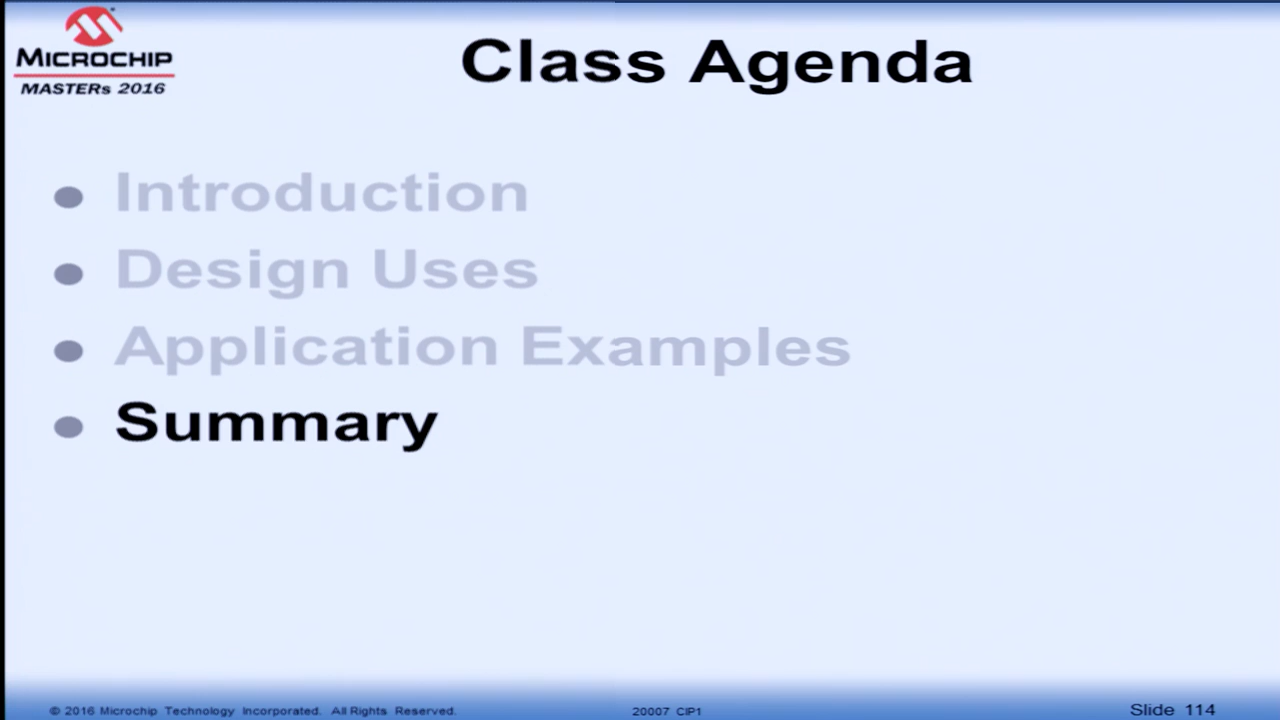 MICROCHIP
MASTERs 2016
Class Agenda
• Introduction
• Design Uses
• Application Examples
• Summary
© 2016 Microchip Technology Incorporated. All Rights Reserved.
20007 CIP1
Slide 114